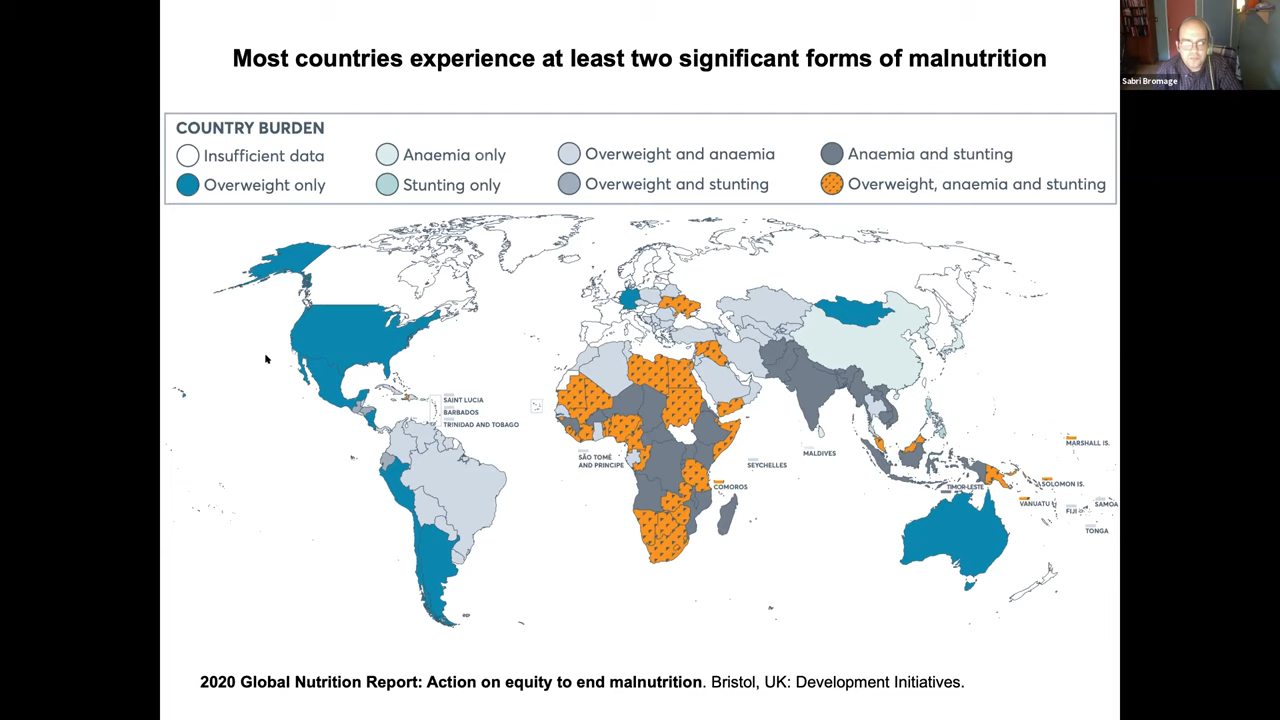 Most countries experience at least two significant forms of malnutrition
Sabri Bromage
COUNTRY BURDEN
Insufficient data
Anaemia only
Overweight and anaemia
Anaemia and stunting
Overweight only
Stunting only
Overweight and stunting
Overweight, anaemia and stunting
SAINT LUCIA
BARBADOS
TRINIDAD AND TOBAGO
SÃO TOMÉ
AND PRINCIPE
SEYCHELLES
COMOROS
MALDIVES
MARSHALL IS.
TIMOR-LESTE
SOLOMON IS.
VANUATU
FIJI
SAMOA
TONGA
2020 Global Nutrition Report: Action on equity to end malnutrition. Bristol, UK: Development Initiatives.